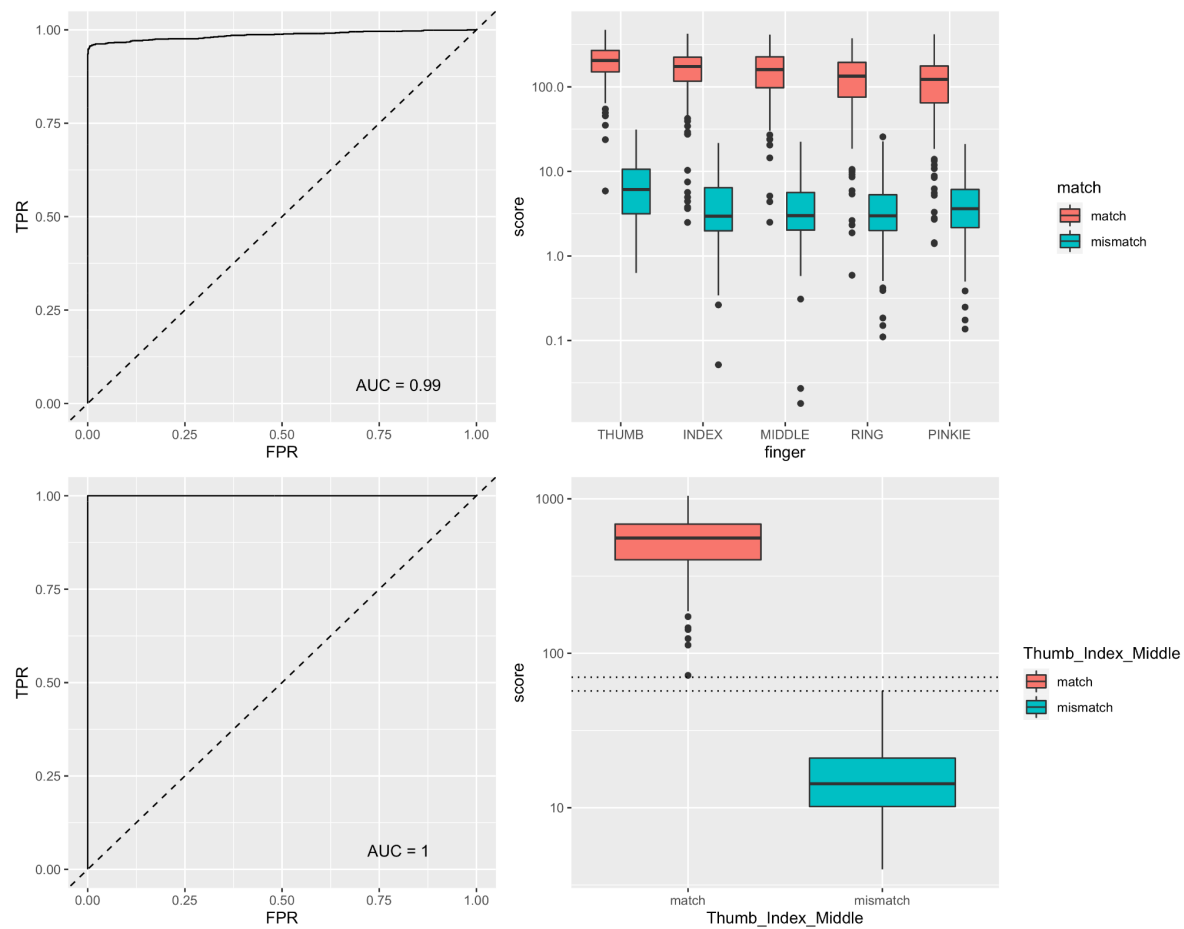 1.00
0.75
0.50
0.25
0.00
TPR
0.00 0.25 0.50 0.75 1.00
FPR
AUC = 0.99
100.0
10.0
1.0
0.1
score
THUMB INDEX MIDDLE RING PINKIE
finger
match
match
mismatch
1.00
0.75
0.50
0.25
0.00
TPR
0.00 0.25 0.50 0.75 1.00
FPR
AUC = 1
1000
100
10
score
match mismatch
Thumb_Index_Middle
Thumb_Index_Middle
match
mismatch